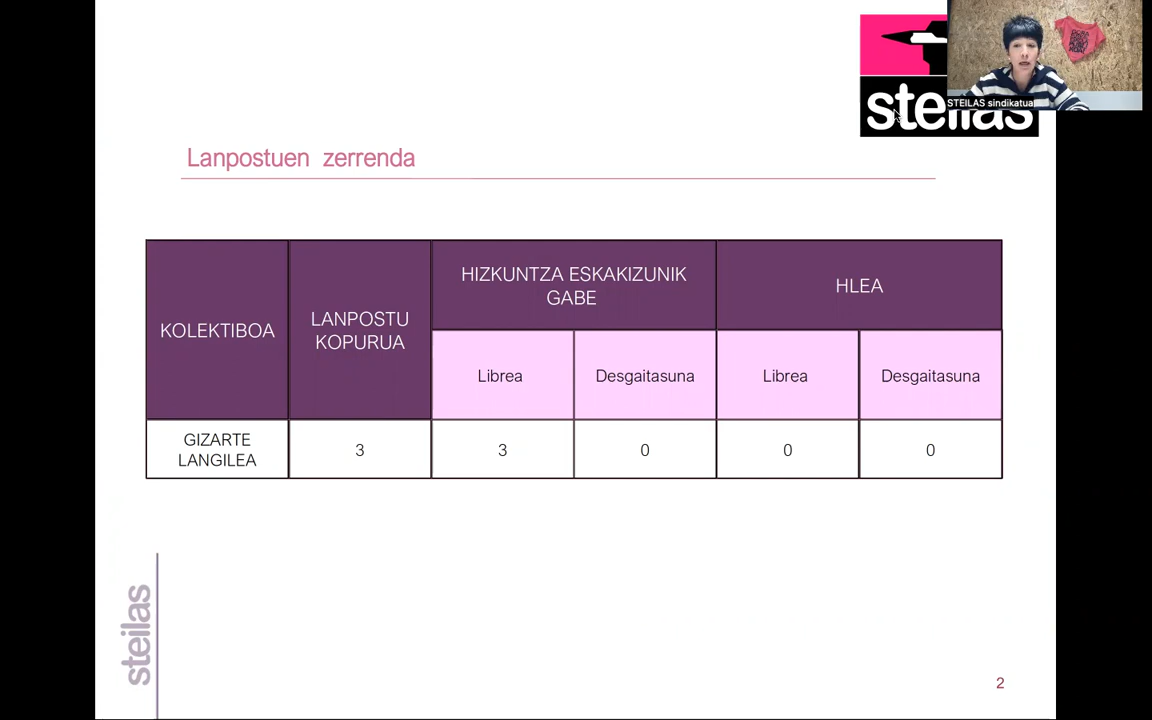 steilas
STEILAS sindikatua
Lanpostuen zerrenda
KOLEKTIBOA
LANPOSTU
KOPURUA
HIZKUNTZA ESKAKIZUNIK
GABE
HLEA
Librea
Desgaitasuna
Librea
Desgaitasuna
GIZARTE
LANGILEA
3
3
0
0
0
steilas
2